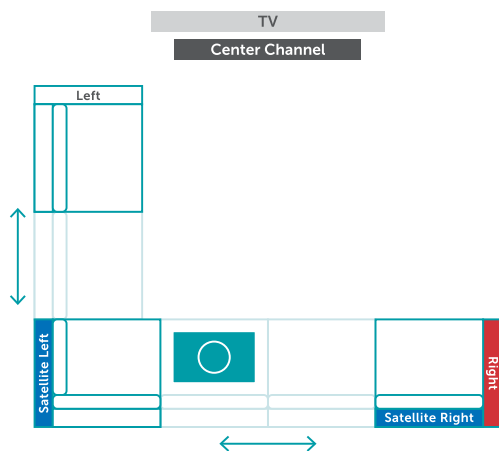 TV
Center Channel
Left
Satellite Left
Right
Satellite Right